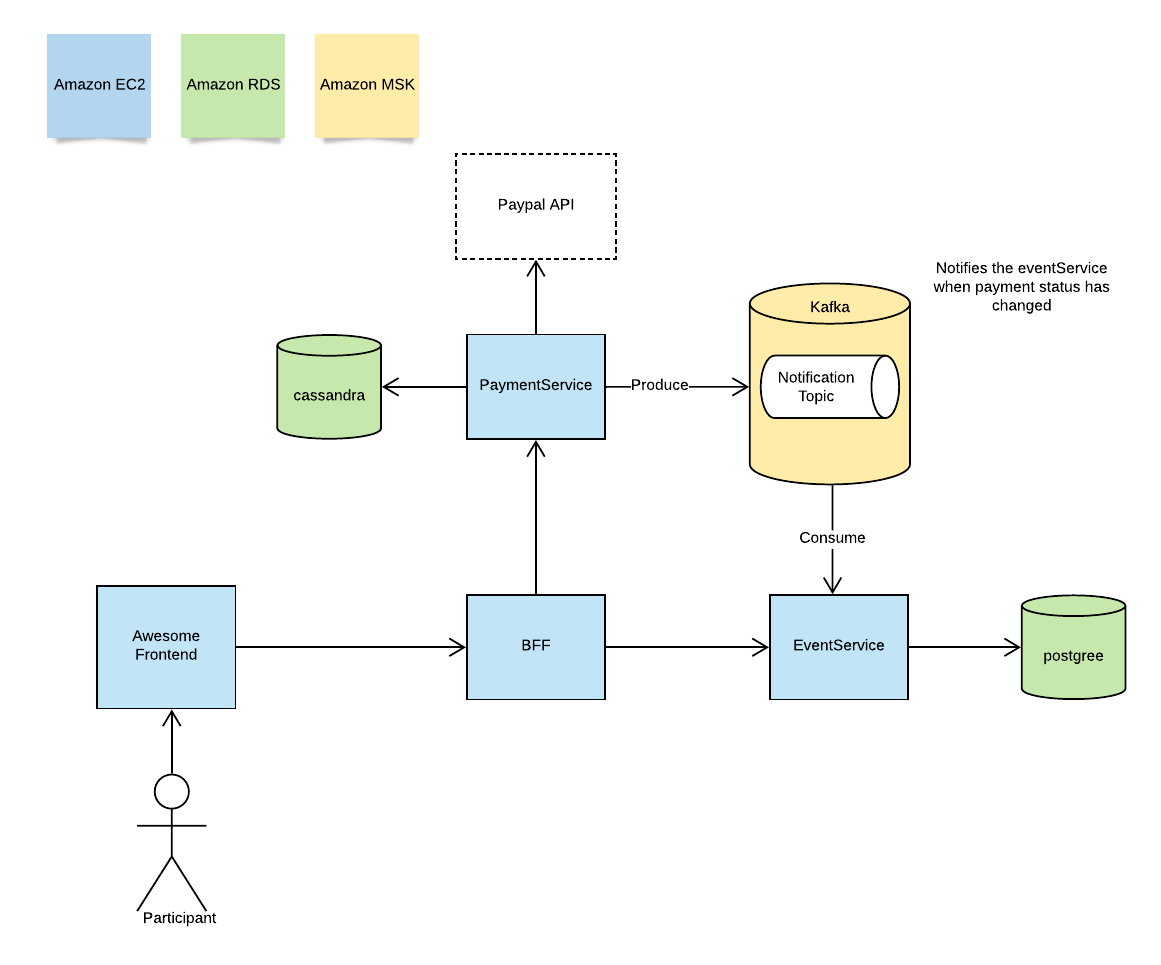 Amazon EC2
Amazon RDS
Amazon MSK
Paypal API
Notifies the eventService
when payment status has
changed
Kafka
Notification
Topic
PaymentService
Produce
cassandra
Consume
Awesome
Frontend
BFF
EventService
postgree
Participant